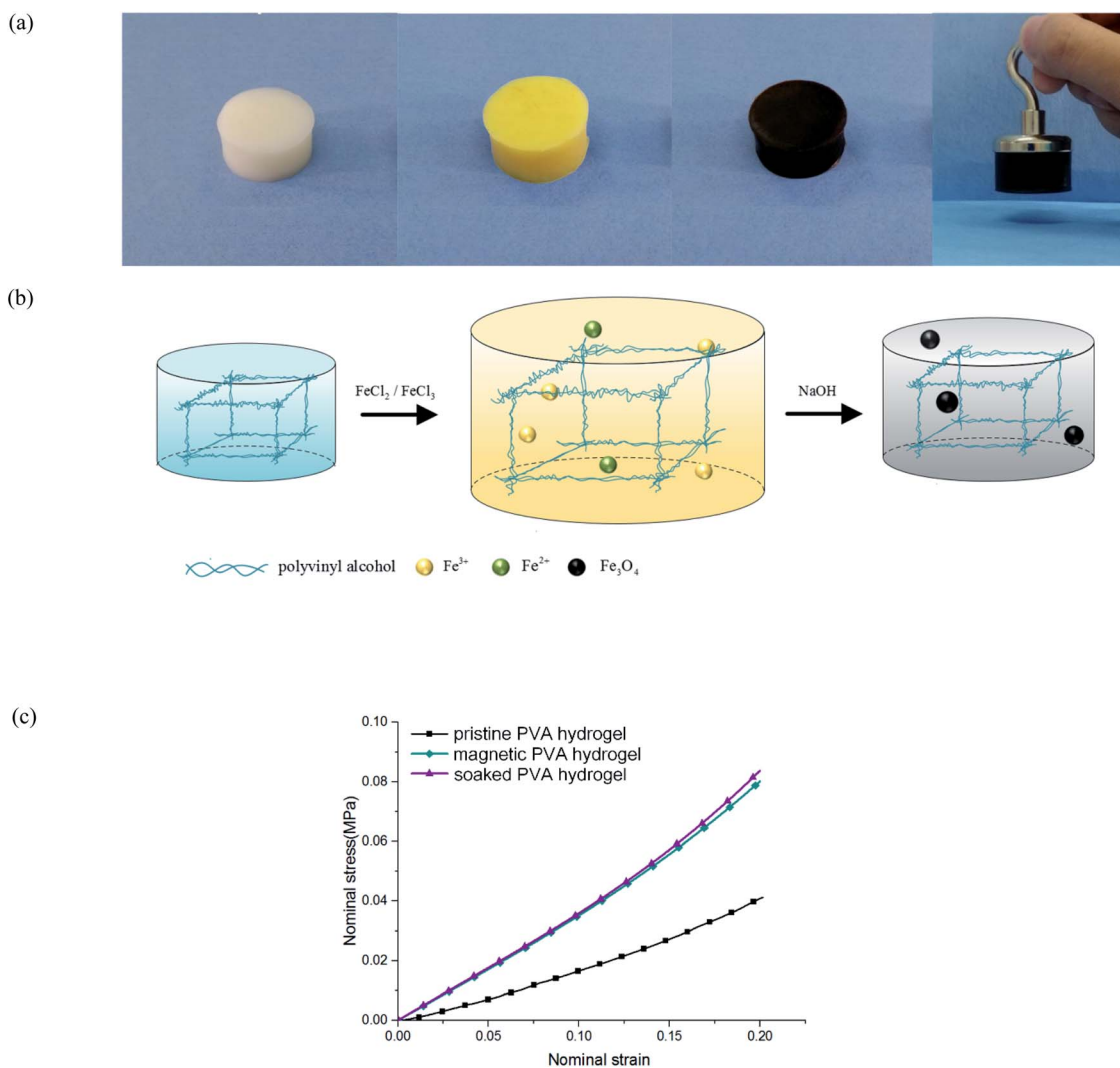 (a)
(b)
FeCl₂ / FeCl₃
NaOH
polyvinyl alcohol
Fe³⁺
Fe²⁺
Fe₃O₄
(c)
pristine PVA hydrogel
magnetic PVA hydrogel
soaked PVA hydrogel
Nominal stress(MPa)
0.10
0.08
0.06
0.04
0.02
0.00
0.00 0.05 0.10 0.15 0.20
Nominal strain